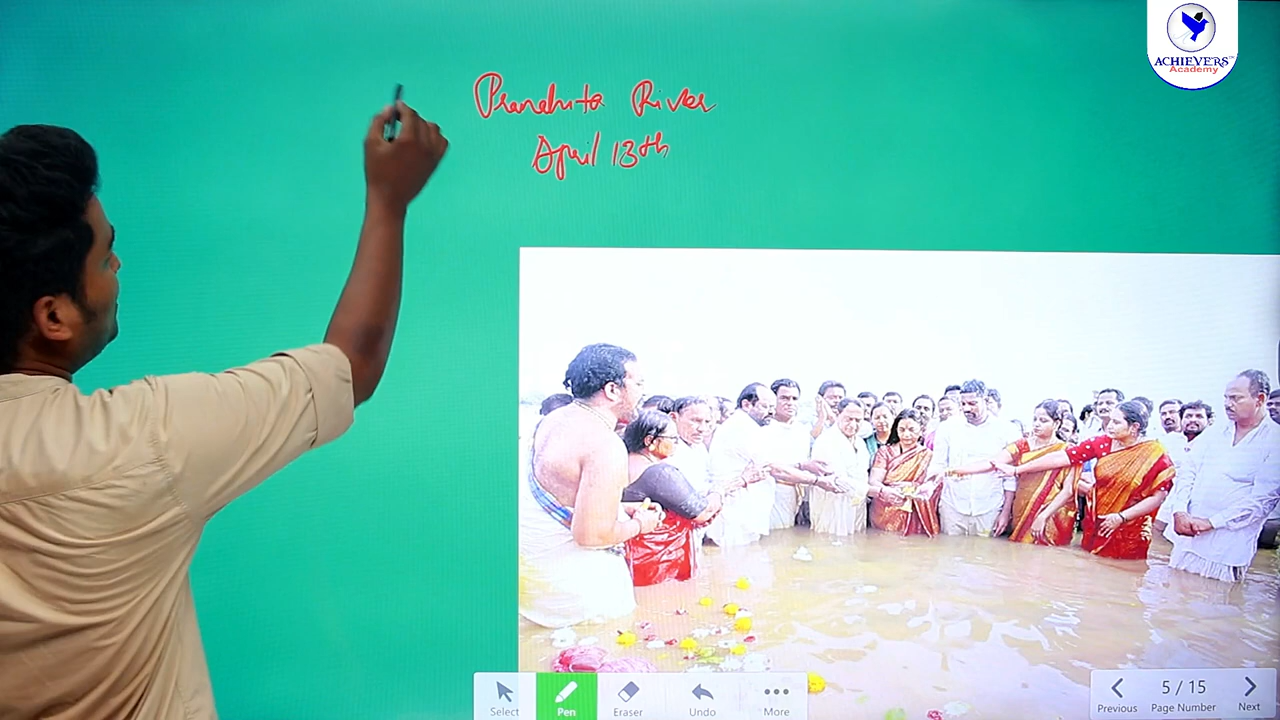 ACHIEVERS
Academy
Pranahita River
April 13th
Select
Pen
Eraser
Undo
More
Previous
5 / 15
Page Number
Next